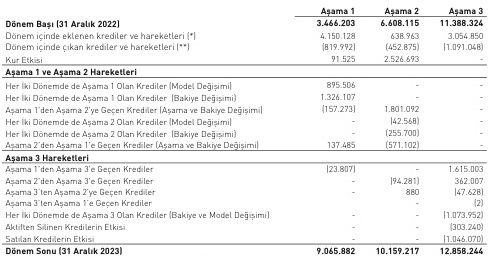 Aşama 1 Aşama 2 Aşama 3
Dönem Başı (31 Aralık 2022) 3.466.203 6.608.115 11.388.324
Dönem içinde eklenen krediler ve hareketleri (*) 4.150.128 638.963 3.054.850
Dönem içinde çıkan krediler ve hareketleri (**) (819.992) (452.875) (1.091.048)
Kur Etkisi 91.525 2.526.693 -
Aşama 1 ve Aşama 2 Hareketleri
Her İki Dönemde de Aşama 1 Olan Krediler (Model Değişimi) 895.506 - -
Her İki Dönemde de Aşama 1 Olan Krediler (Bakiye Değişimi) 1.326.107 - -
Aşama 1'den Aşama 2'ye Geçen Krediler (Aşama ve Bakiye Değişimi) (157.273) 1.801.092 -
Her İki Dönemde de Aşama 2 Olan Krediler (Model Değişimi) - (42.568) -
Her İki Dönemde de Aşama 2 Olan Krediler (Bakiye Değişimi) - (255.700) -
Aşama 2'den Aşama 1'e Geçen Krediler (Aşama ve Bakiye Değişimi) 137.485 (571.102) -
Aşama 3 Hareketleri
Aşama 1'den Aşama 3'e Geçen Krediler (23.807) - 1.615.003
Aşama 2'den Aşama 3'e Geçen Krediler - (94.281) 362.007
Aşama 3'ten Aşama 2'ye Geçen Krediler - 880 (47.628)
Aşama 3'ten Aşama 1'e Geçen Krediler - - (2)
Her İki Dönemde de Aşama 3 Olan Krediler (Bakiye ve Model Değişimi) - - (1.073.952)
Aktiften Silinen Kredilerin Etkisi - - (303.240)
Satılan Kredilerin Etkisi - - (1.046.070)
Dönem Sonu (31 Aralık 2023) 9.065.882 10.159.217 12.858.244